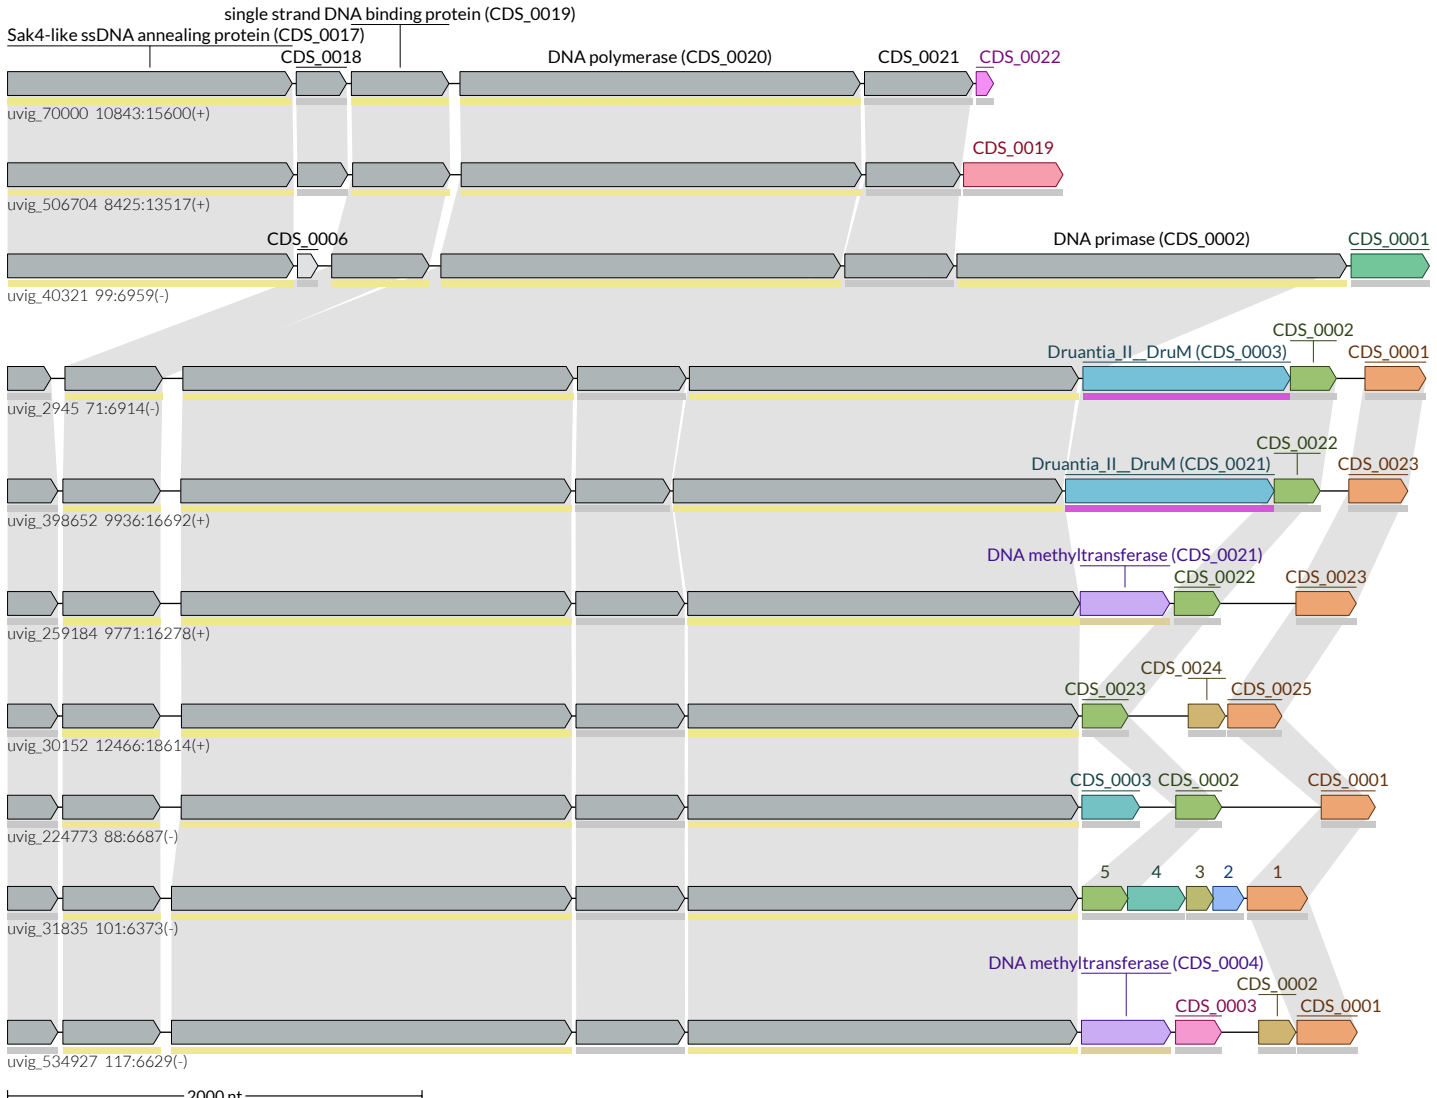 single strand DNA binding protein (CDS_0019)
Sak4-like ssDNA annealing protein (CDS_0017)
CDS_0018
DNA polymerase (CDS_0020)
CDS_0021
CDS_0022
uvig_70000 10843:15600(+)
CDS_0019
uvig_506704 8425:13517(+)
CDS_0006
DNA primase (CDS_0002)
CDS_0001
uvig_40321 99:6959(-)
CDS_0002
Druantia_II__DruM (CDS_0003)
CDS_0001
uvig_2945 71:6914(-)
CDS_0022
Druantia_II__DruM (CDS_0021)
CDS_0023
uvig_398652 9936:16692(+)
DNA methyltransferase (CDS_0021)
CDS_0022
CDS_0023
uvig_259184 9771:16278(+)
CDS_0024
CDS_0023
CDS_0025
uvig_30152 12466:18614(+)
CDS_0003
CDS_0002
CDS_0001
uvig_224773 88:6687(-)
5 4 3 2 1
uvig_31835 101:6373(-)
DNA methyltransferase (CDS_0004)
CDS_0002
CDS_0003
CDS_0001
uvig_534927 117:6629(-)
2000 nt